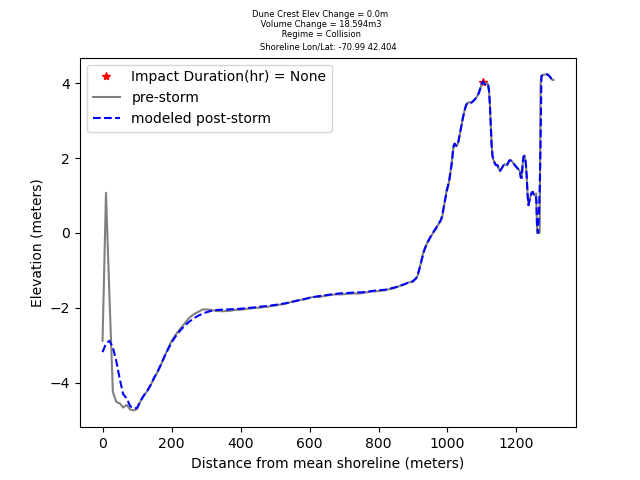 Dune Crest Elev Change = 0.0m
Volume Change = 18.594m3
Regime = Collision
Shoreline Lon/Lat: -70.99 42.404
Impact Duration(hr) = None
pre-storm
modeled post-storm
Elevation (meters)
4
2
0
−2
−4
0 200 400 600 800 1000 1200
Distance from mean shoreline (meters)